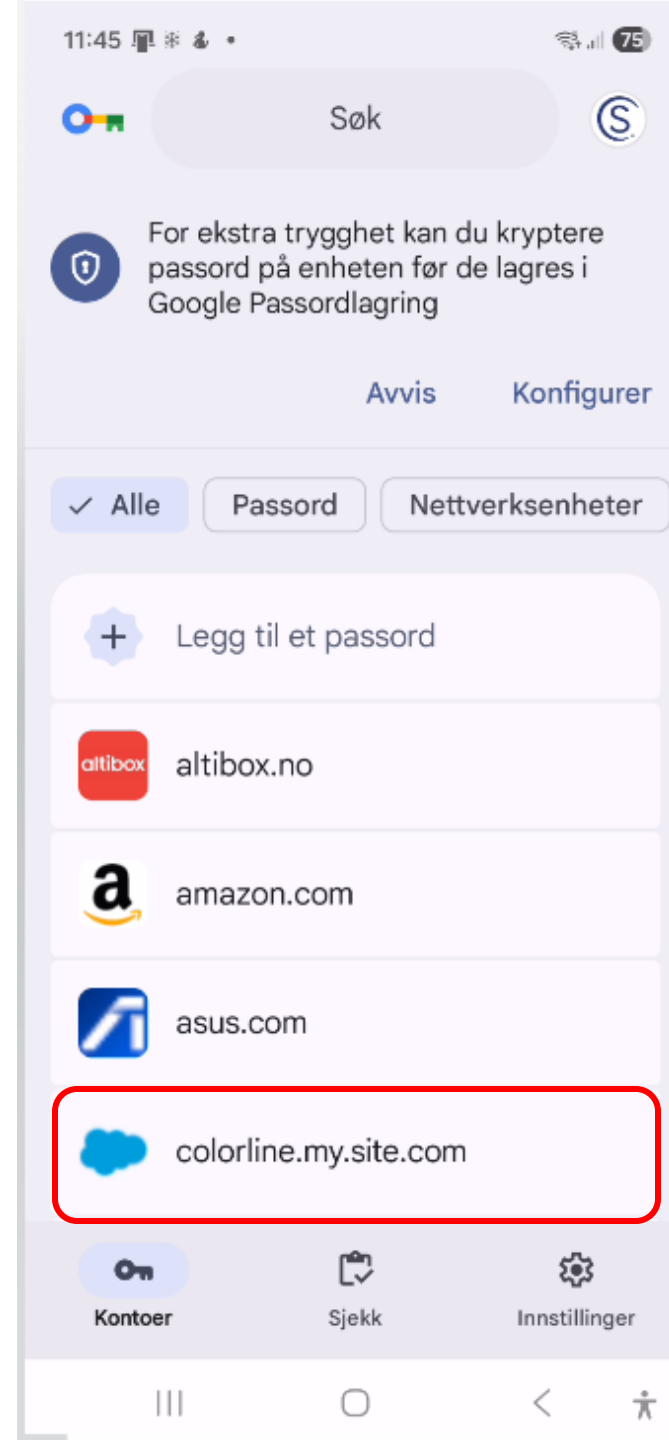 11:45
75
Søk
For ekstra trygghet kan du kryptere
passord på enheten før de lagres i
Google Passordlagring
Avvis Konfigurer
Alle Passord Nettverksenheter
Legg til et passord
altibox altibox.no
amazon.com
asus.com
colorline.my.site.com
Kontoer Sjekk Innstillinger